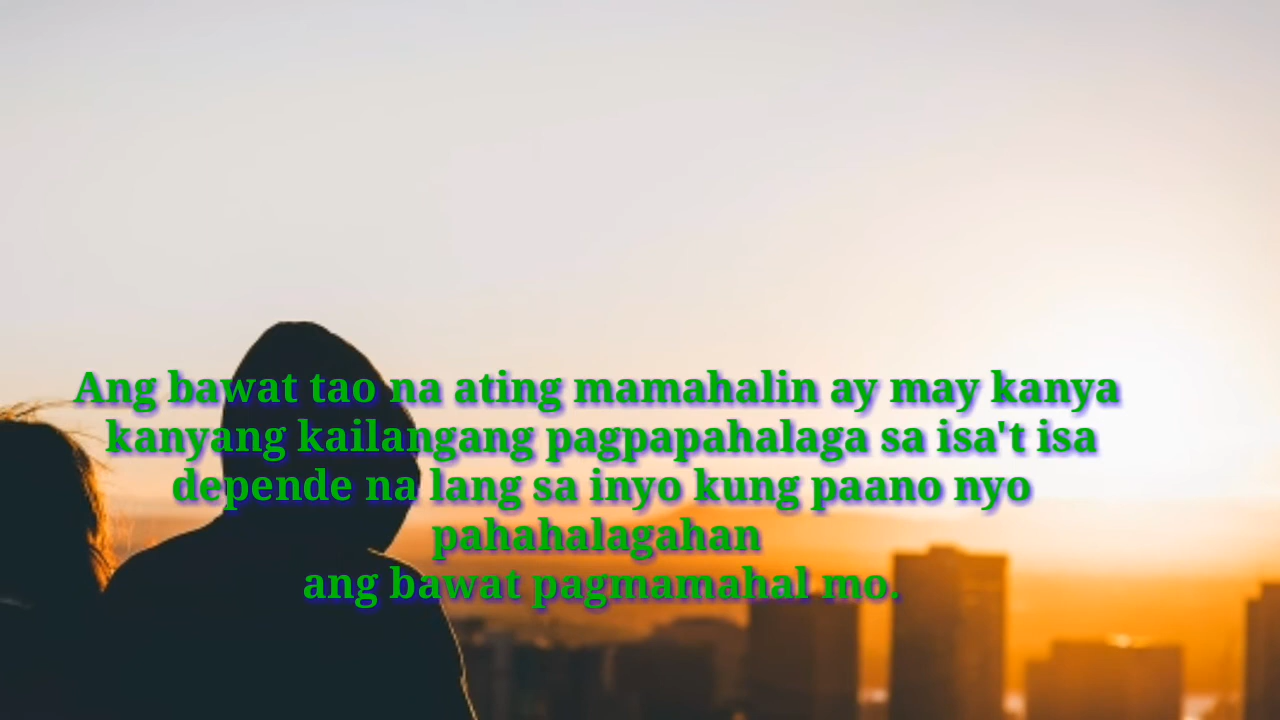 Ang bawat tao na ating mamahalin ay may kanya
kanyang kailangang pagpapahalaga sa isa't isa
depende na lang sa inyo kung paano nyo
pahahalagahan
ang bawat pagmamahal mo.